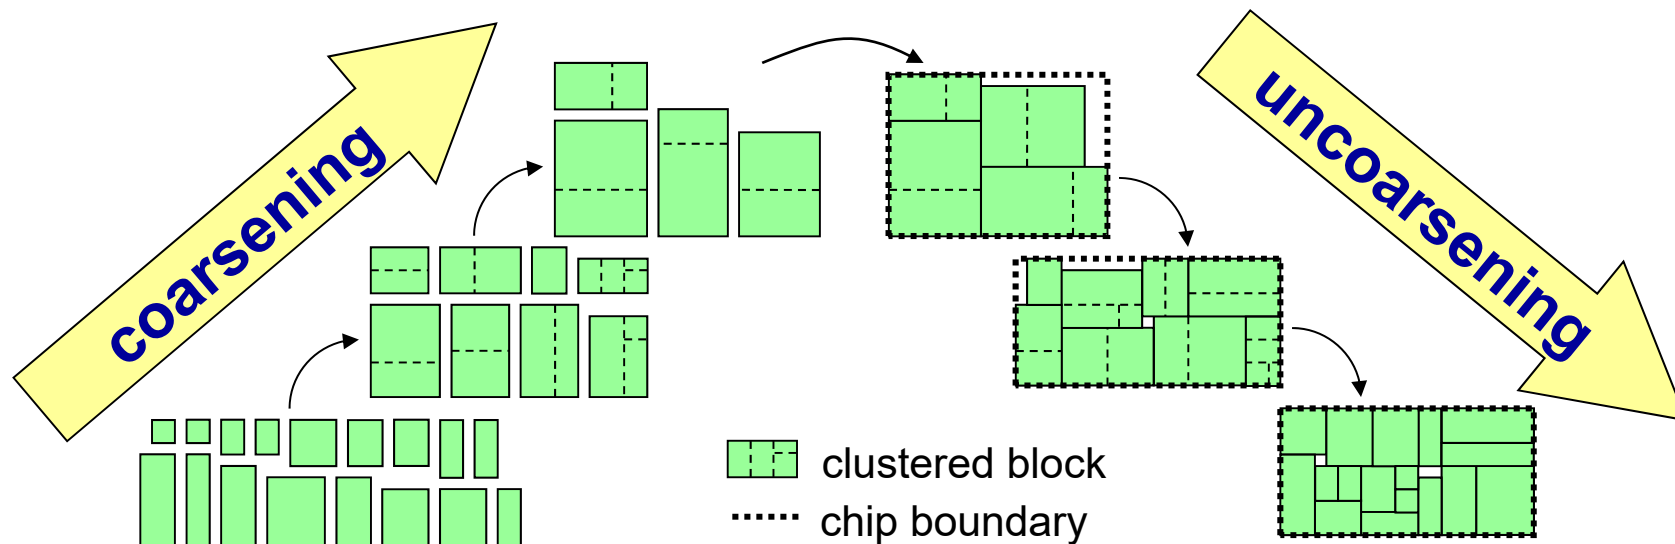 coarsening
uncoarsening
clustered block
chip boundary